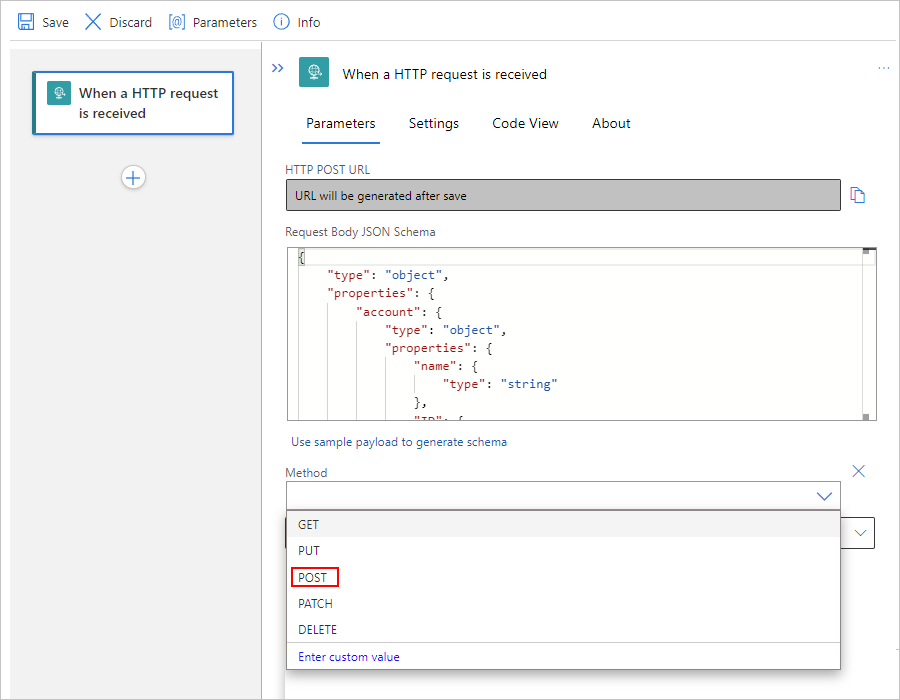 Save Discard Parameters Info
When a HTTP request
is received
When a HTTP request is received
Parameters Settings Code View About
HTTP POST URL
URL will be generated after save
Request Body JSON Schema
{
"type": "object",
"properties": {
"account": {
"type": "object",
"properties": {
"name": {
"type": "string"
},
"ID": {
Use sample payload to generate schema
Method
GET
PUT
POST
PATCH
DELETE
Enter custom value